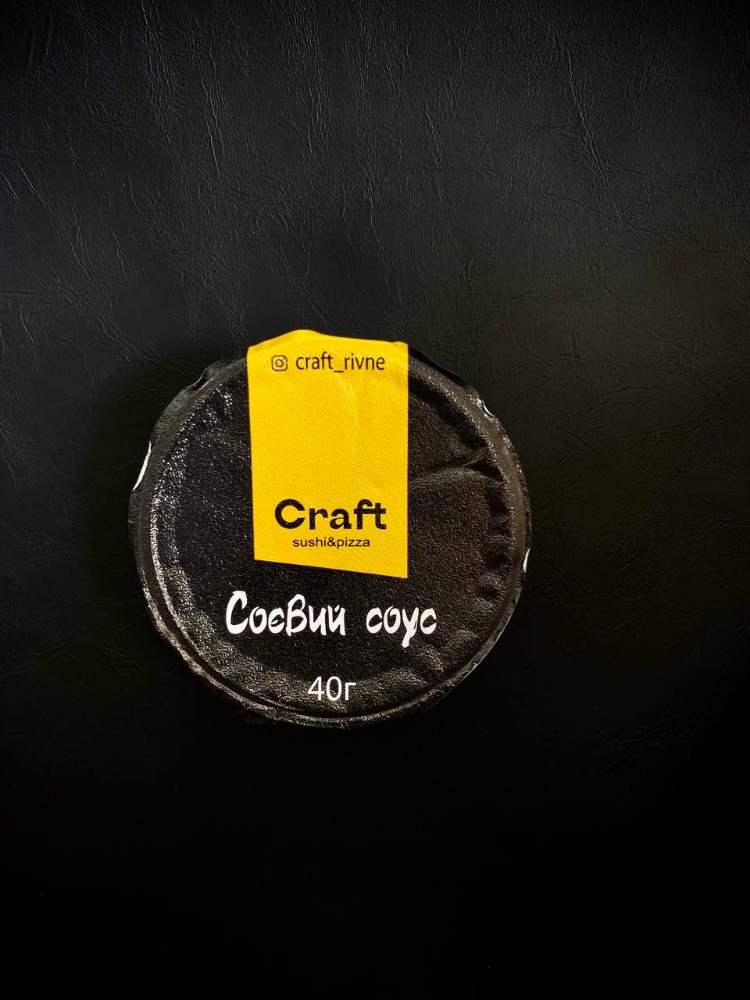 craft_rivne
Craft
sushi&pizza
Соєвий соус
40г